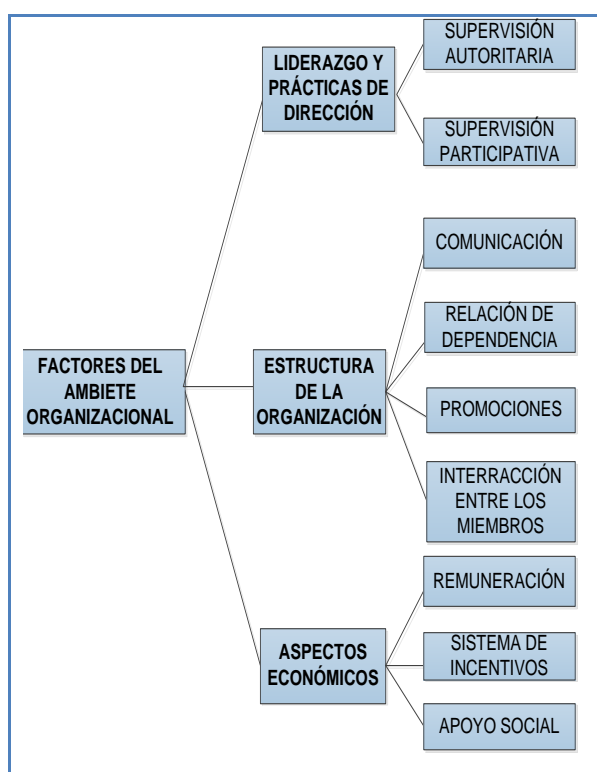 SUPERVISIÓN
AUTORITARIA
LIDERAZGO Y
PRÁCTICAS DE
DIRECCIÓN
SUPERVISIÓN
PARTICIPATIVA
COMUNICACIÓN
RELACIÓN DE
DEPENDENCIA
FACTORES DEL
AMBIETE
ORGANIZACIONAL
ESTRUCTURA
DE LA
ORGANIZACIÓN
PROMOCIONES
INTERRACCIÓN
ENTRE LOS
MIEMBROS
REMUNERACIÓN
ASPECTOS
ECONÓMICOS
SISTEMA DE
INCENTIVOS
APOYO SOCIAL